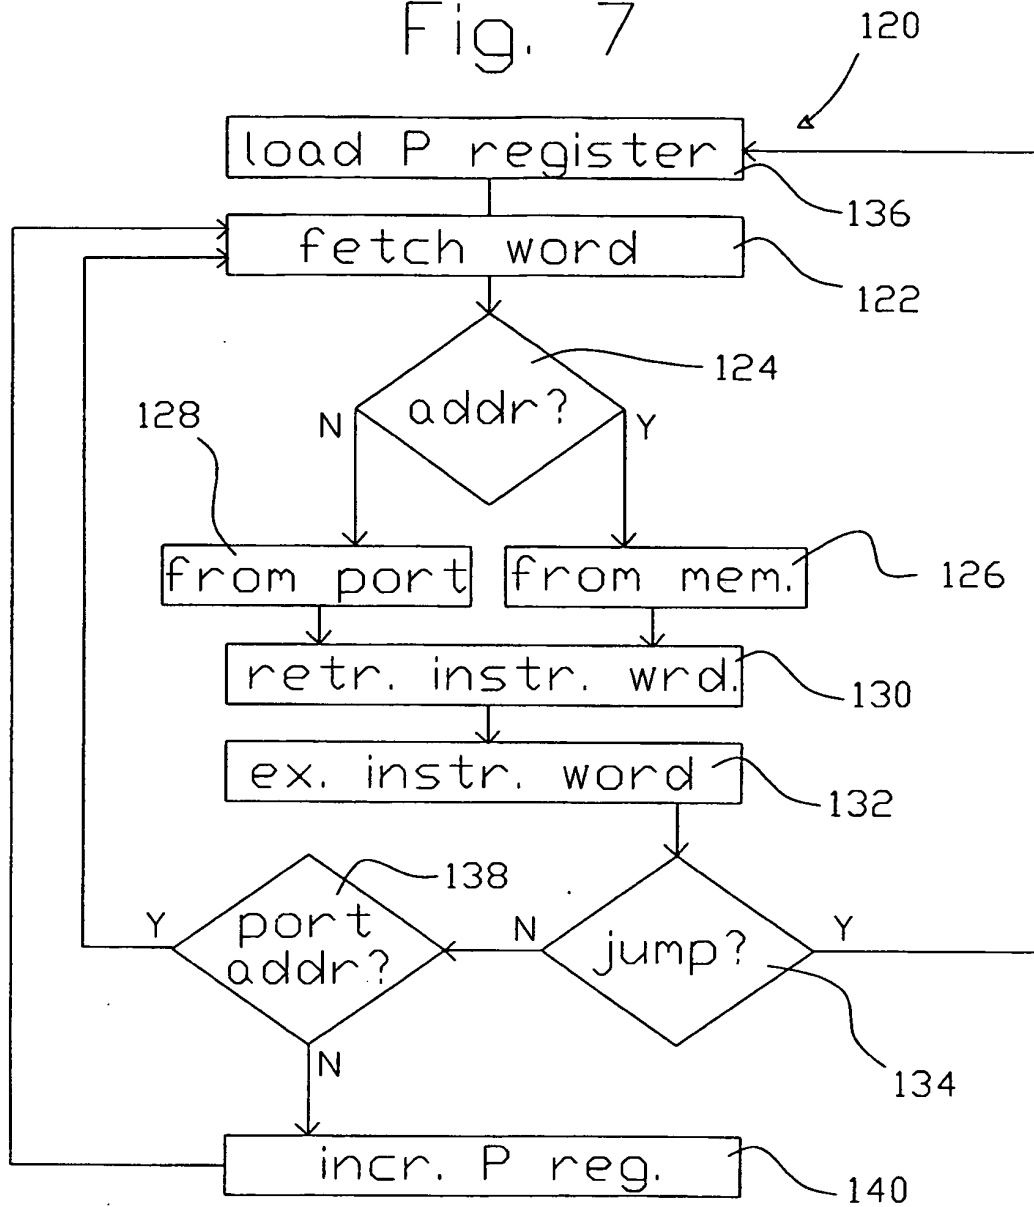 Fig. 7
120
load P register
136
fetch word
122
124
addr?
N
Y
128
from port
from mem.
126
retr. instr. wrd.
130
ex. instr. word
132
138
Y
port
addr?
N
jump?
Y
134
N
incr. P reg.
140